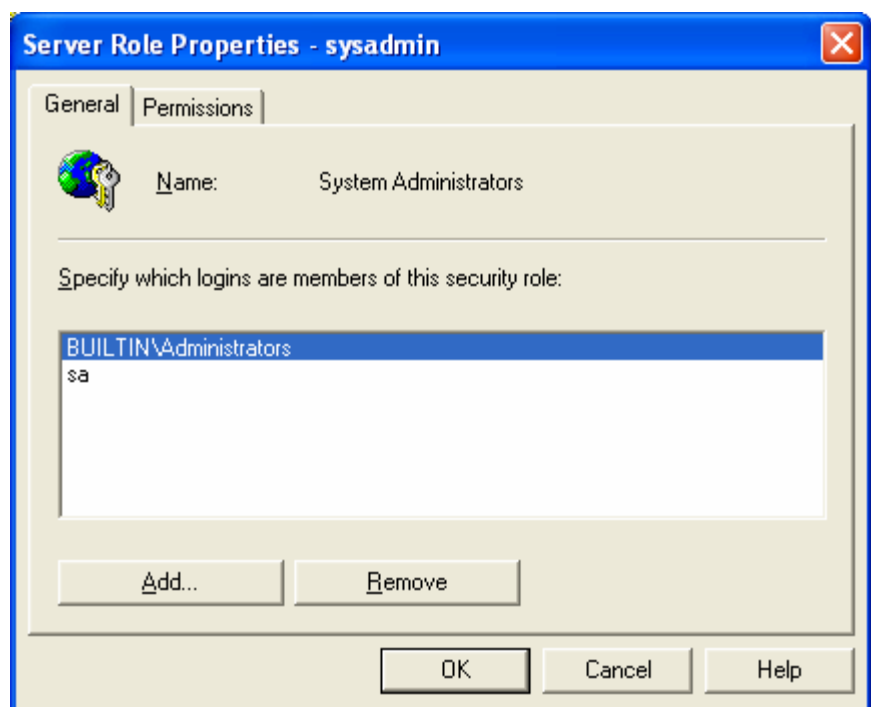 Server Role Properties - sysadmin
General Permissions
Name: System Administrators
Specify which logins are members of this security role:
BUILTIN\Administrators
sa
Add... Remove
OK Cancel Help